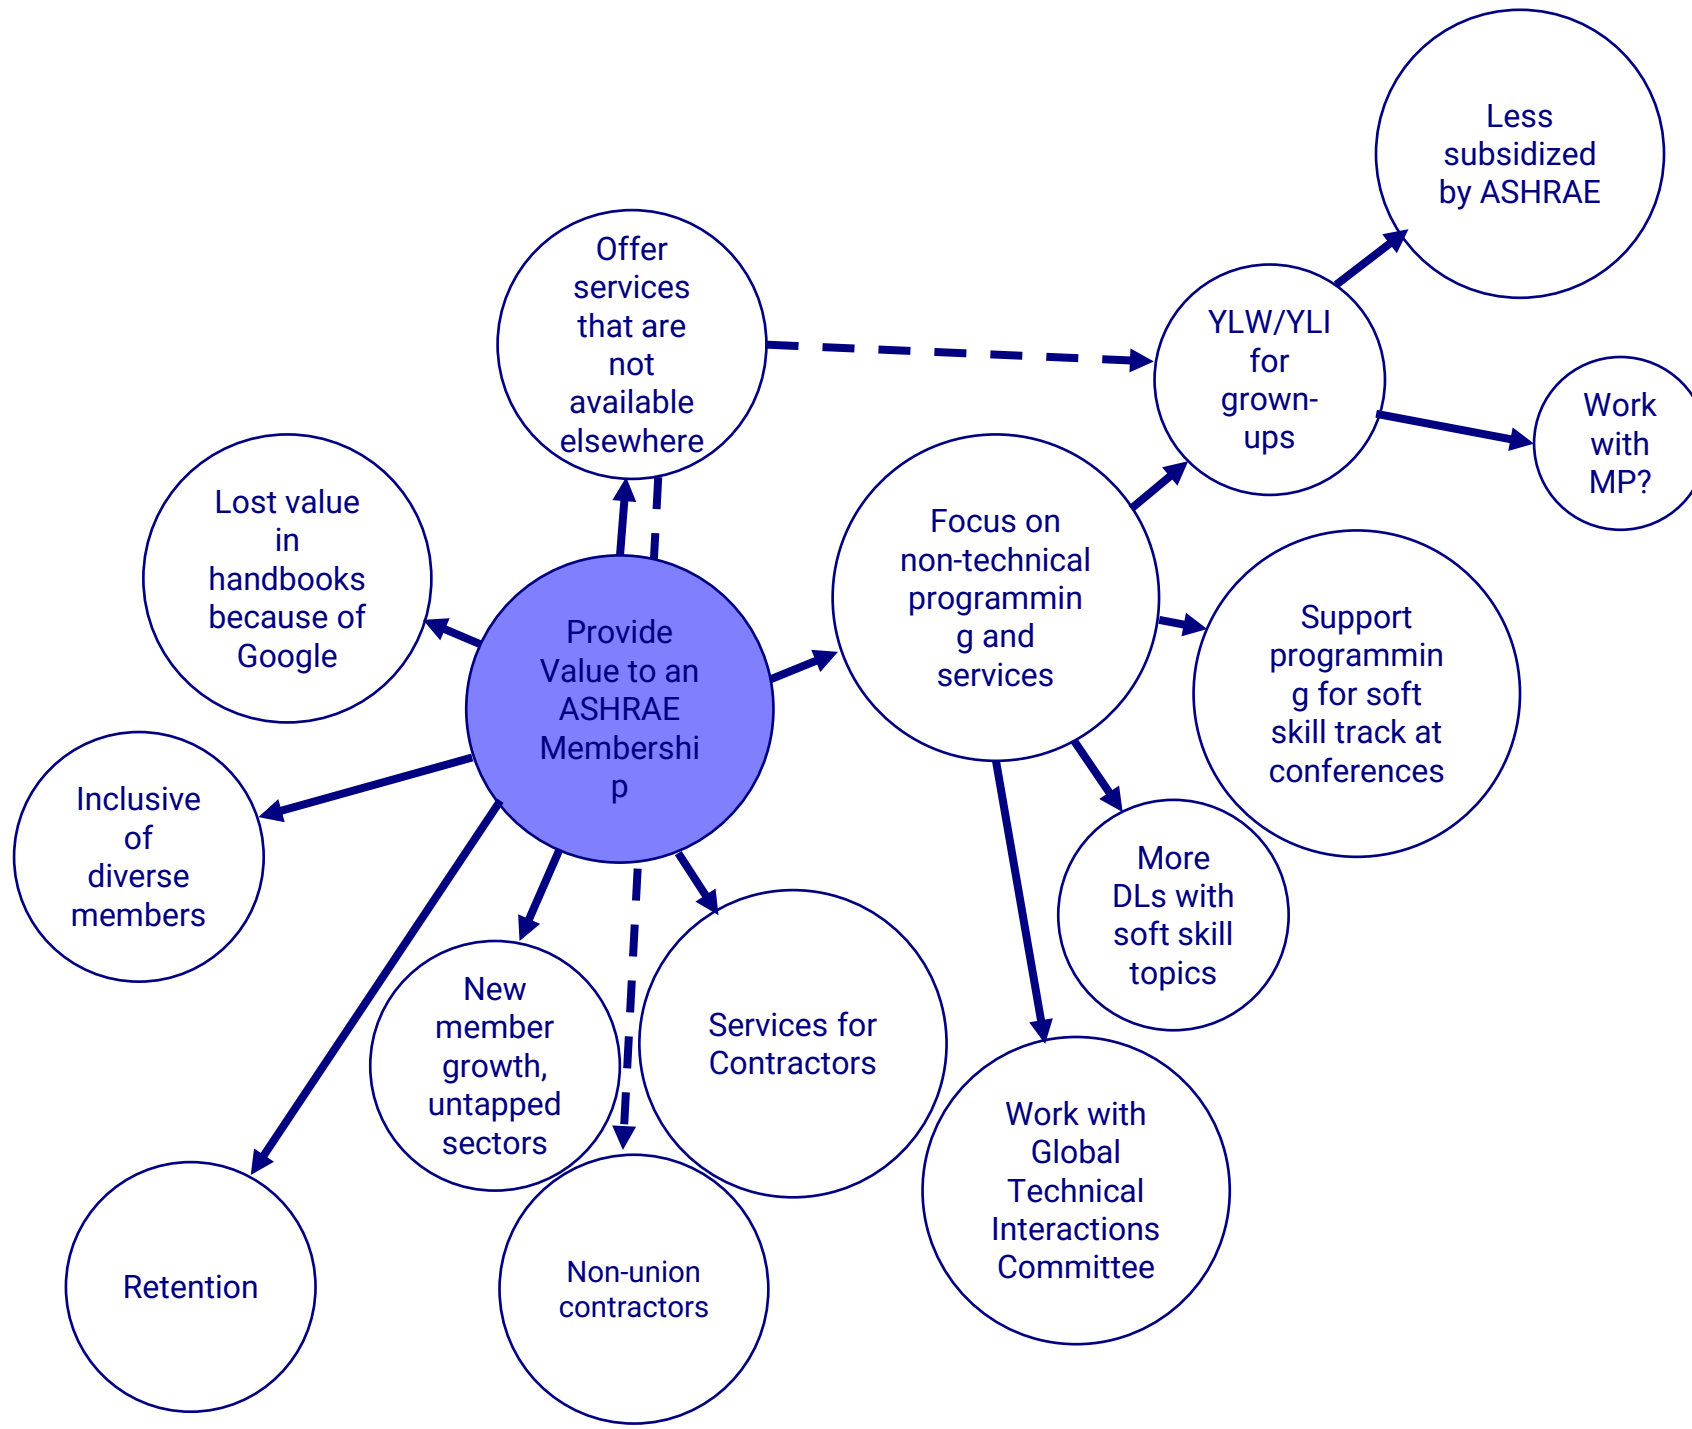 Less
subsidized
by ASHRAE
Offer
services
that are
not
available
elsewhere
YLW/YLI
for
grown-
ups
Work
with
MP?
Lost value
in
handbooks
because of
Google
Focus on
non-technical
programmin
g and
services
Provide
Value to an
ASHRAE
Membershi
p
Support
programmin
g for soft
skill track at
conferences
Inclusive
of
diverse
members
More
DLs with
soft skill
topics
New
member
growth,
untapped
sectors
Services for
Contractors
Work with
Global
Technical
Interactions
Committee
Retention
Non-union
contractors